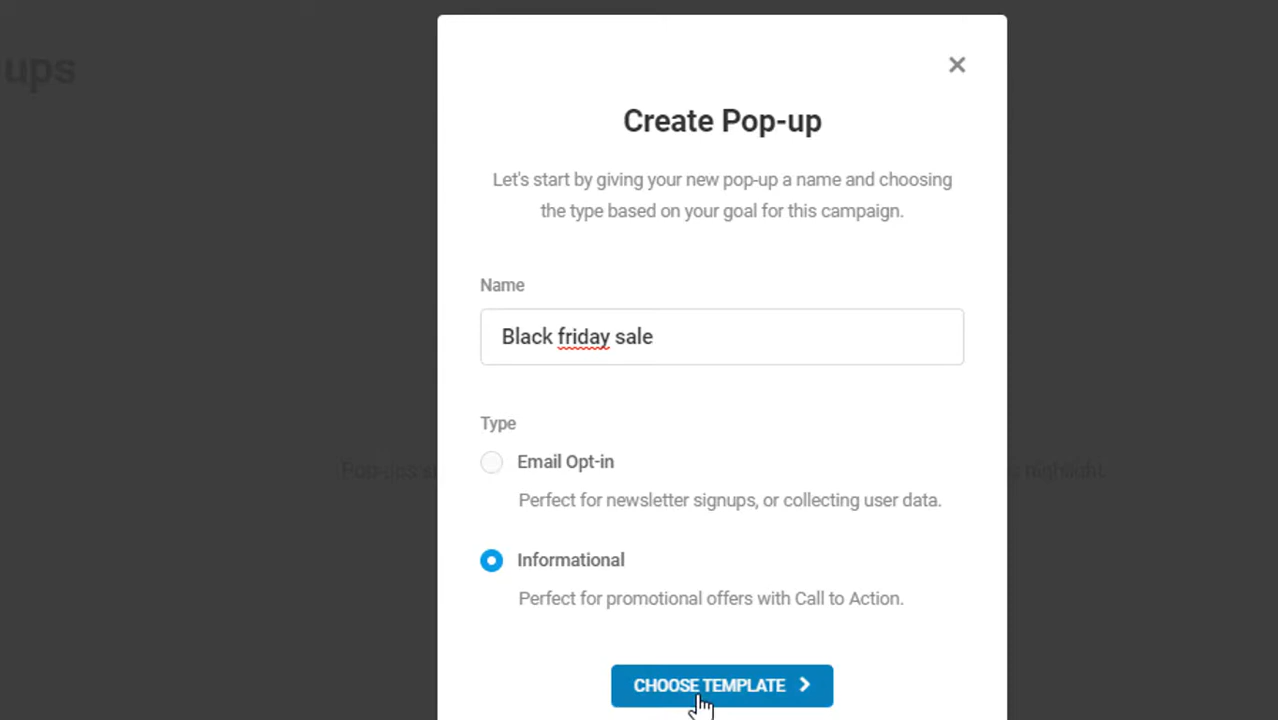 ups
Create Pop-up
Let's start by giving your new pop-up a name and choosing
the type based on your goal for this campaign.
Name
Black friday sale
Type
Email Opt-in
Perfect for newsletter signups, or collecting user data.
Informational
Perfect for promotional offers with Call to Action.
CHOOSE TEMPLATE